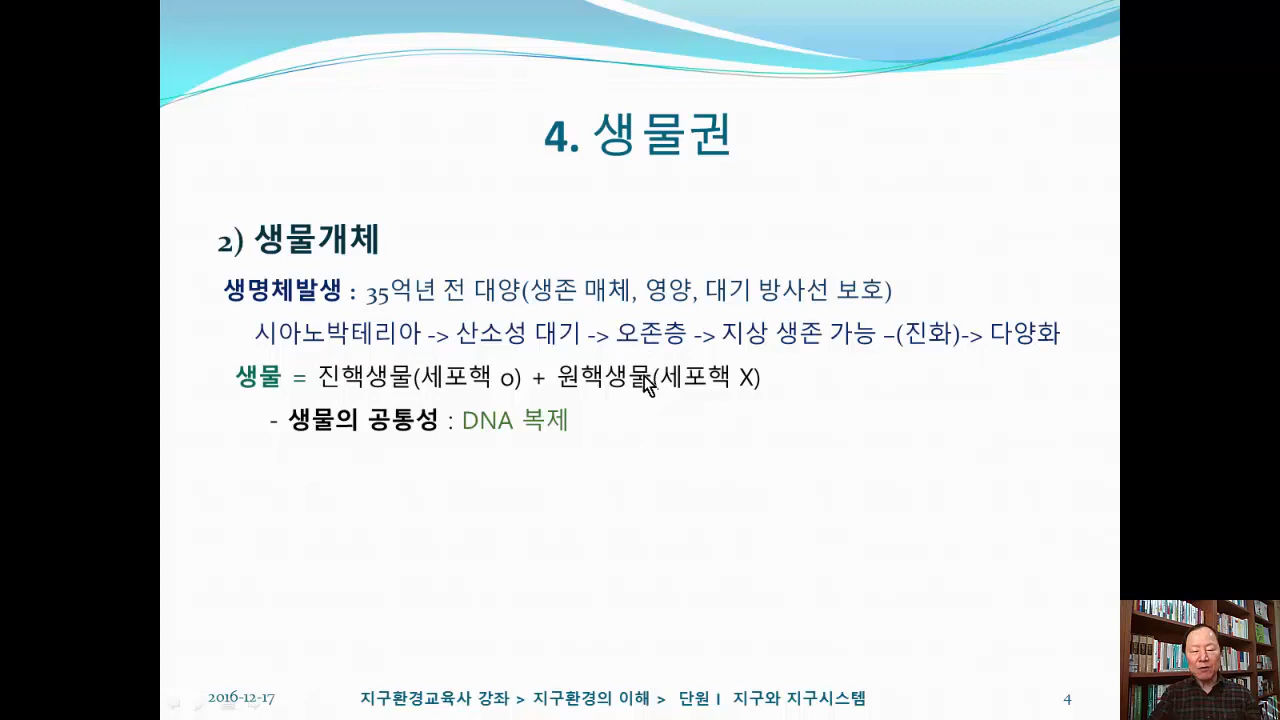 4. 생물권
2) 생물개체
생명체발생 : 35억년 전 대양(생존 매체, 영양, 대기 방사선 보호)
시아노박테리아 -> 산소성 대기 -> 오존층 -> 지상 생존 가능 –(진화)-> 다양화
생물 = 진핵생물(세포핵 o) + 원핵생물(세포핵 X)
- 생물의 공통성 : DNA 복제
2016-12-17
지구환경교육사 강좌 > 지구환경의 이해 > 단원 I 지구와 지구시스템
4